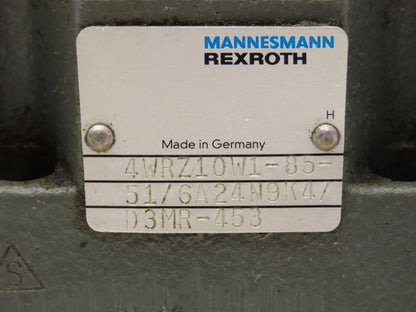 MANNESMANN
REXROTH
H
Made in Germany
4WRZ10W1-85-
51/6A24N9K4/
D3MR-453
S